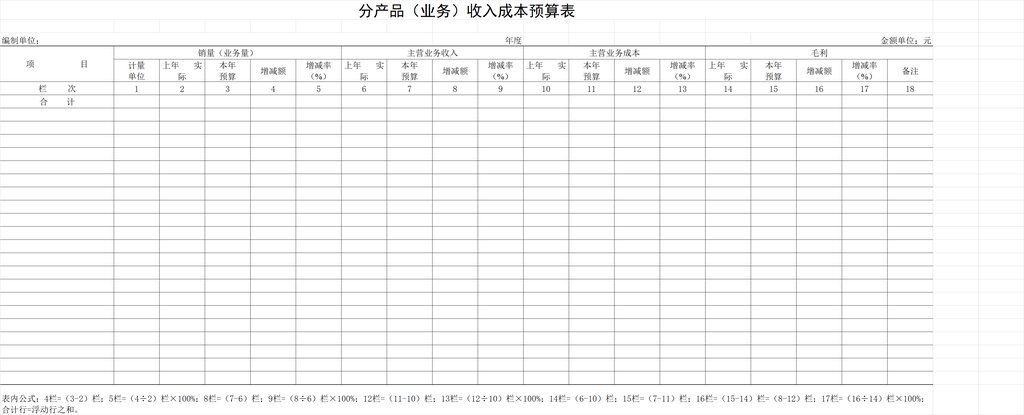 分产品（业务）收入成本预算表
编制单位： 年度 金额单位：元
项 目 销量（业务量） 主营业务收入 主营业务成本 毛利
计量单位 上年 实际 本年预算 增减额 增减率（%） 上年 实际 本年预算 增减额 增减率（%） 上年 实际 本年预算 增减额 增减率（%） 上年 实际 本年预算 增减额 增减率（%） 备注
栏 次 1 2 3 4 5 6 7 8 9 10 11 12 13 14 15 16 17 18
合 计
表内公式：4栏=（3-2）栏；5栏=（4÷2）栏×100%；8栏=（7-6）栏；9栏=（8÷6）栏×100%；12栏=（11-10）栏；13栏=（12÷10）栏×100%；14栏=（6-10）栏；15栏=（7-11）栏；16栏=（15-14）栏=（8-12）栏；17栏=（16÷14）栏×100%；
合计行=浮动行之和。